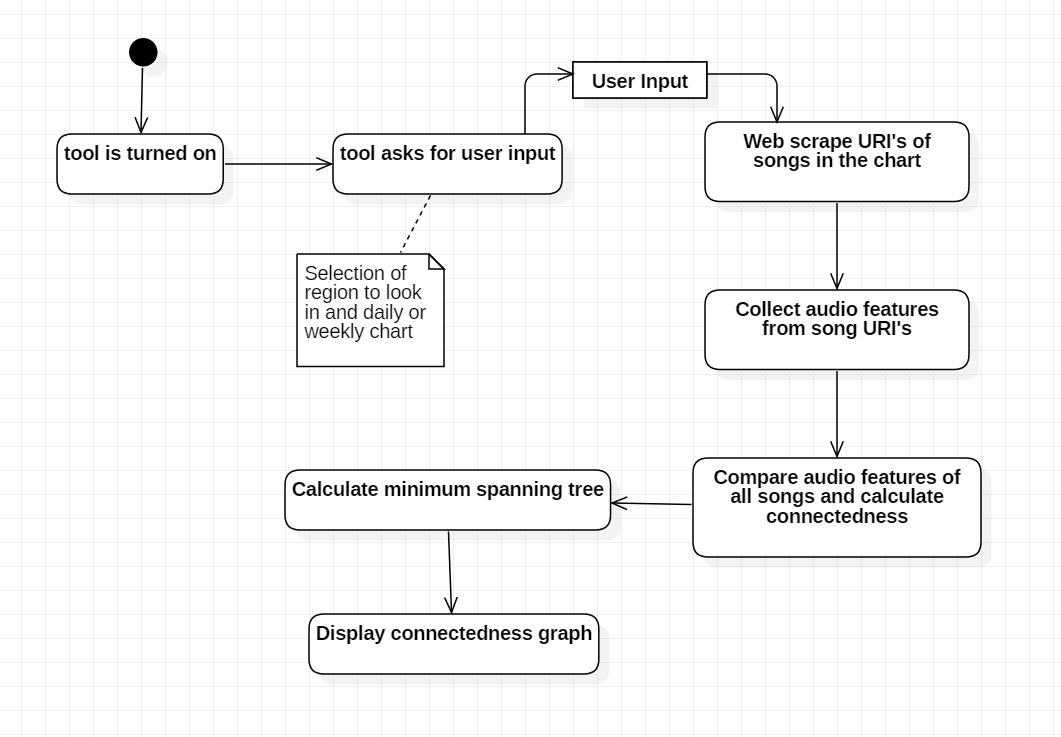 tool is turned on
tool asks for user input
User Input
Web scrape URI's of
songs in the chart
Selection of
region to look
in and daily or
weekly chart
Collect audio features
from song URI's
Compare audio features of
all songs and calculate
connectedness
Calculate minimum spanning tree
Display connectedness graph